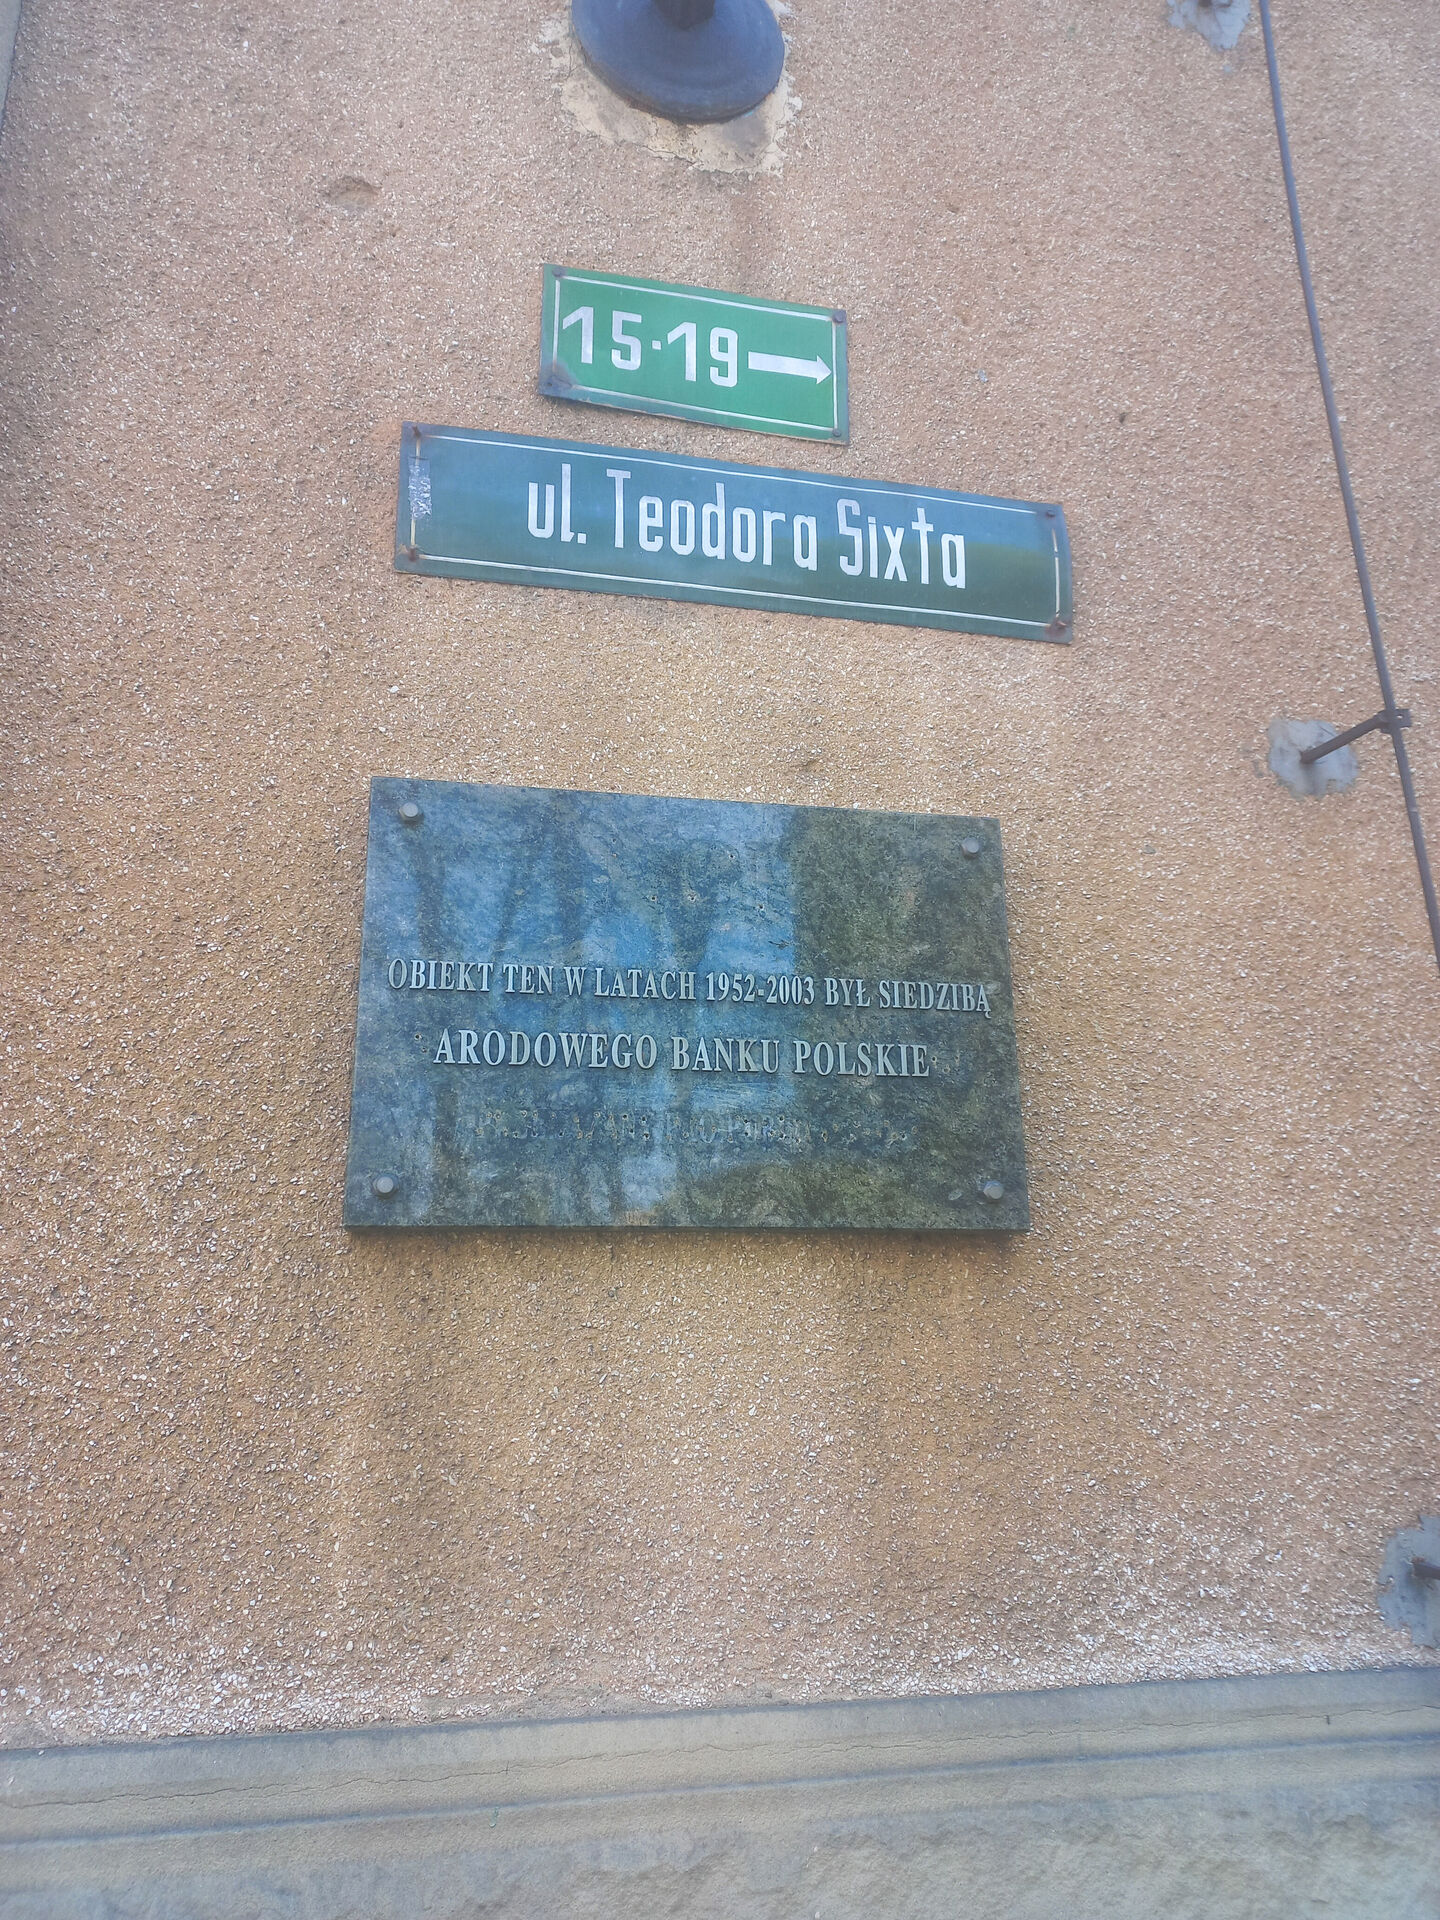 15·19
ul. Teodora Sixta
OBIEKT TEN W LATACH 1952-2003 BYŁ SIEDZIBĄ
ARODOWEGO BANKU POLSKIE